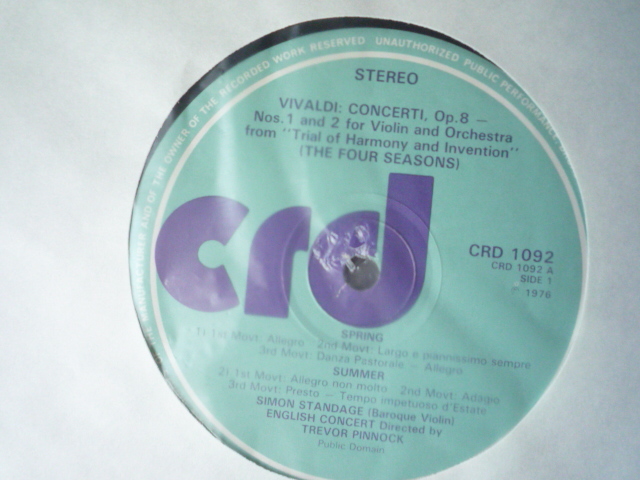 THE MANUFACTURER AND OF THE OWNER OF THE RECORDED WORK RESERVED UNAUTHORIZED PUBLIC PERFORMANCE
STEREO
VIVALDI: CONCERTI, Op.8 –
Nos.1 and 2 for Violin and Orchestra
from "Trial of Harmony and Invention"
(THE FOUR SEASONS)
crd
CRD 1092
CRD 1092 A
SIDE 1
℗ 1976
SPRING
1) 1st Movt: Allegro 2nd Movt: Largo e pianissimo sempre
3rd Movt: Danza Pastorale – Allegro
SUMMER
2) 1st Movt: Allegro non molto 2nd Movt: Adagio
3rd Movt: Presto – Tempo impetuoso d'Estate
SIMON STANDAGE (Baroque Violin)
ENGLISH CONCERT Directed by
TREVOR PINNOCK
Public Domain